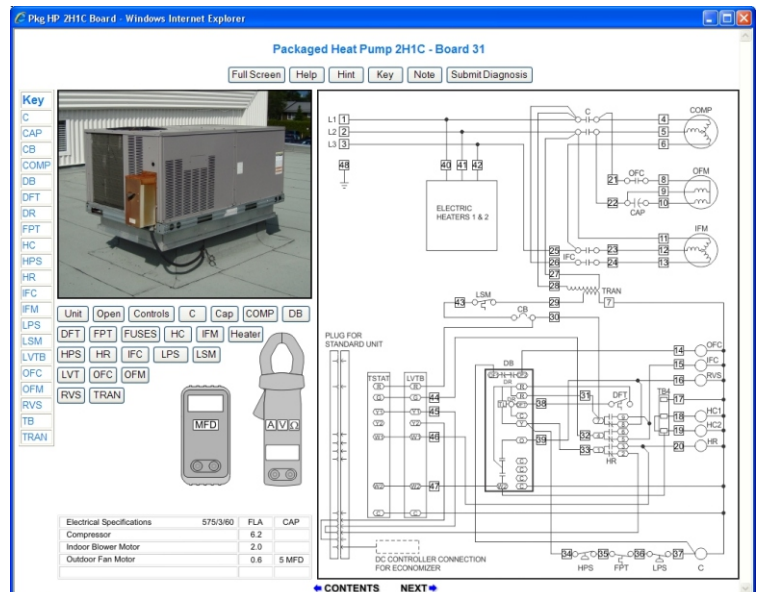 Pkg HP 2H1C Board - Windows Internet Explorer
Packaged Heat Pump 2H1C - Board 31
Full Screen Help Hint Key Note Submit Diagnosis
Key
C
CAP
CB
COMP
DB
DFT
DR
FPT
HC
HPS
HR
IFC
IFM
LPS
LSM
LVTB
OFC
OFM
RVS
TB
TRAN
Unit Open Controls C Cap COMP DB
DFT FPT FUSES HC IFM Heater
HPS HR IFC LPS LSM
LVT OFC OFM
RVS TRAN
MFD
A V Ω
Electrical Specifications 575/3/60 FLA CAP
Compressor 6.2
Indoor Blower Motor 2.0
Outdoor Fan Motor 0.6 5 MFD
C COMP
L1 1 4
L2 2 5
L3 3 6
48 40 41 42
OFC OFM
21 8
9
22 10
CAP
ELECTRIC
HEATERS 1 & 2
IFM
11
25 23 12
26 IFC 24 13
27
28 TRAN
LSM
43 29 7
CB
30
PLUG FOR
STANDARD UNIT
14 OFC
DB 15 IFC
TSTAT LVTB DR 16 RVS
R R R
G G 44 31 DFT TB4
Y1 Y1 45 38 17
Y2 Y2 18 HC1
W1 W1 46 32 19 HC2
39 33 20 HR
HR
W2 W2 47 W2
C C
DC CONTROLLER CONNECTION
FOR ECONOMIZER
34 35 36 37
HPS FPT LPS C
CONTENTS NEXT